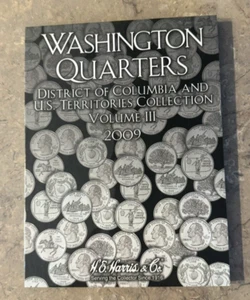 WASHINGTON
QUARTERS
DISTRICT OF COLUMBIA AND
U.S. TERRITORIES COLLECTION
VOLUME III
2009
H.E. Harris & Co.
Serving the Collector Since 1916